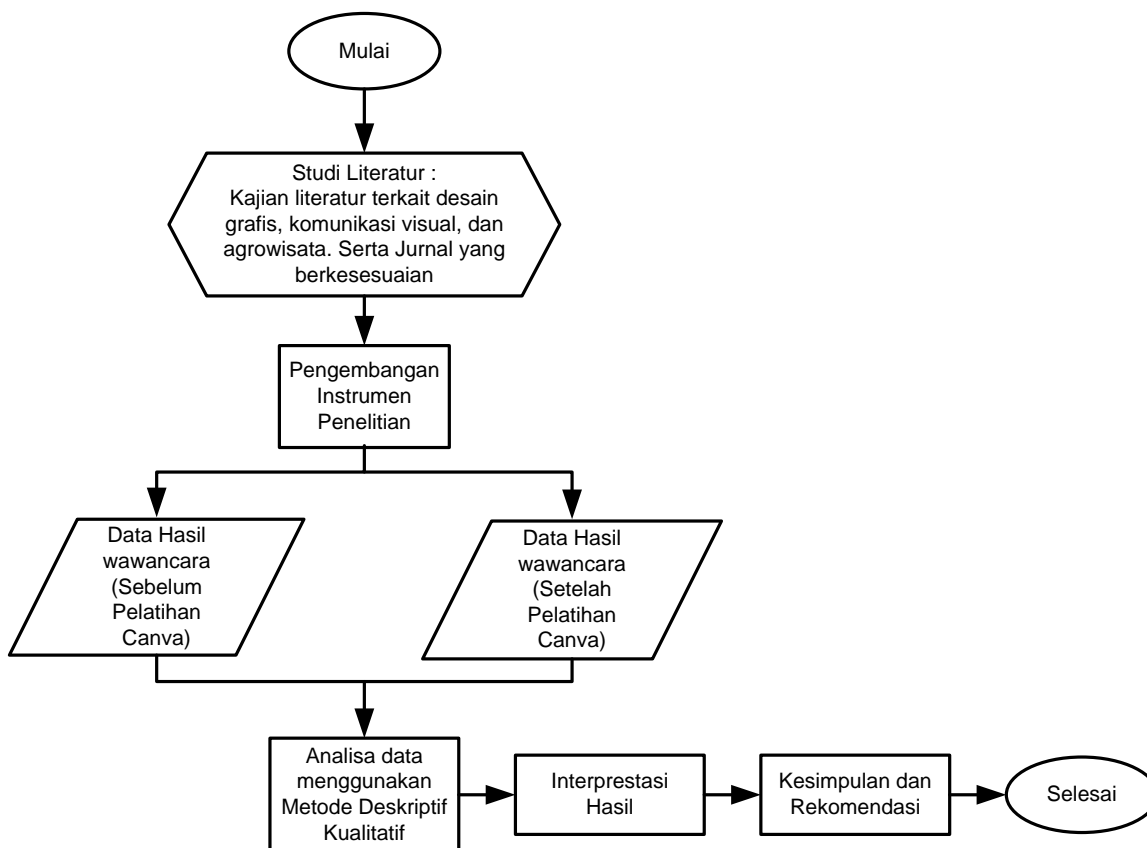 Mulai
Studi Literatur :
Kajian literatur terkait desain
grafis, komunikasi visual, dan
agrowisata. Serta Jurnal yang
berkesesuaian
Pengembangan
Instrumen
Penelitian
Data Hasil
wawancara
(Sebelum
Pelatihan
Canva)
Data Hasil
wawancara
(Setelah
Pelatihan
Canva)
Analisa data
menggunakan
Metode Deskriptif
Kualitatif
Interprestasi
Hasil
Kesimpulan dan
Rekomendasi
Selesai